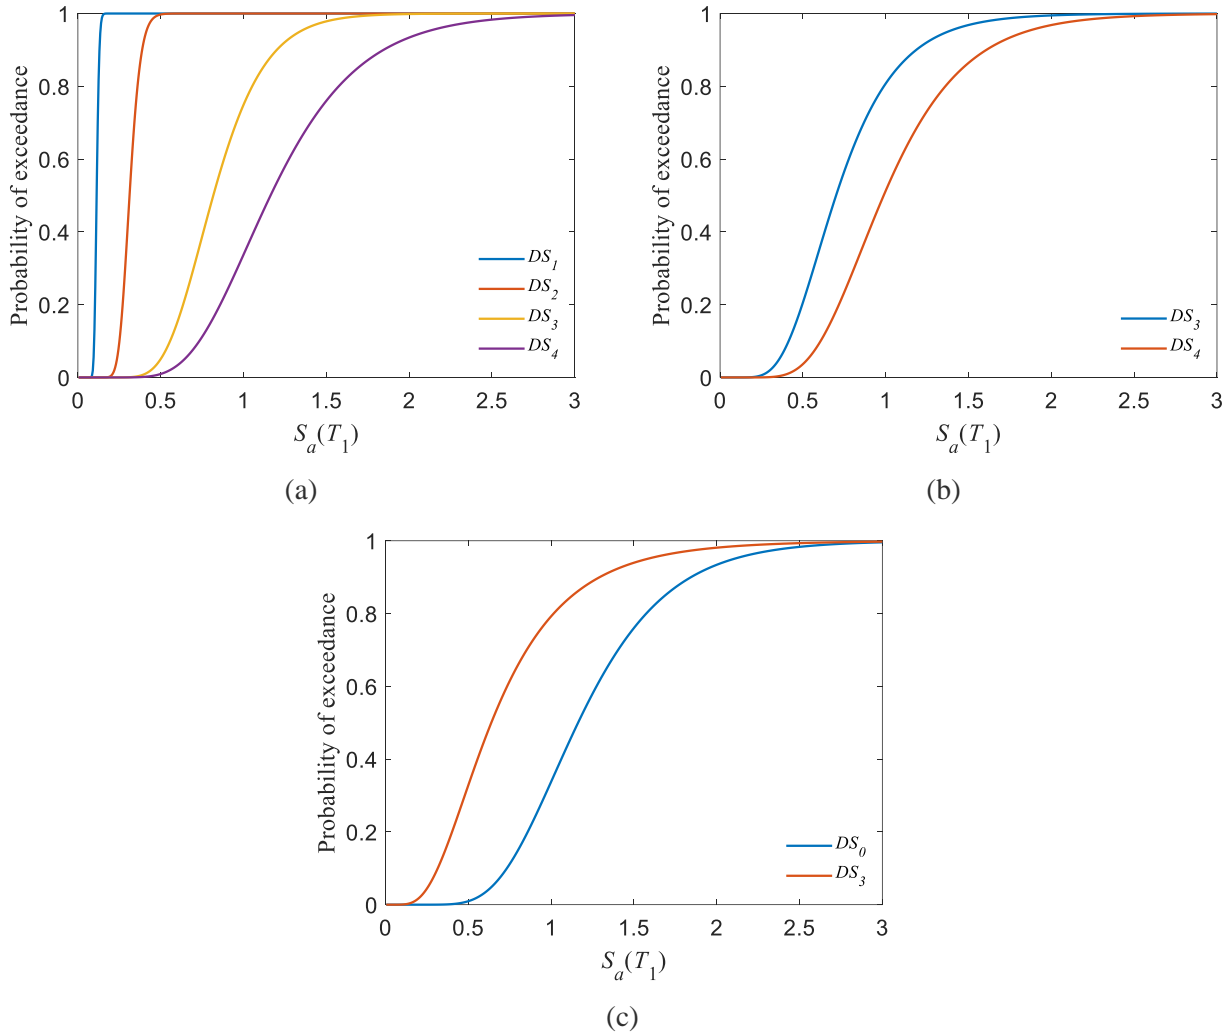 Probability of exceedance
1
0.8
0.6
0.4
0.2
0
DS1
DS2
DS3
DS4
0 0.5 1 1.5 2 2.5 3
Sa(T1)
(a)
Probability of exceedance
1
0.8
0.6
0.4
0.2
0
DS3
DS4
0 0.5 1 1.5 2 2.5 3
Sa(T1)
(b)
Probability of exceedance
1
0.8
0.6
0.4
0.2
0
DS0
DS3
0 0.5 1 1.5 2 2.5 3
Sa(T1)
(c)